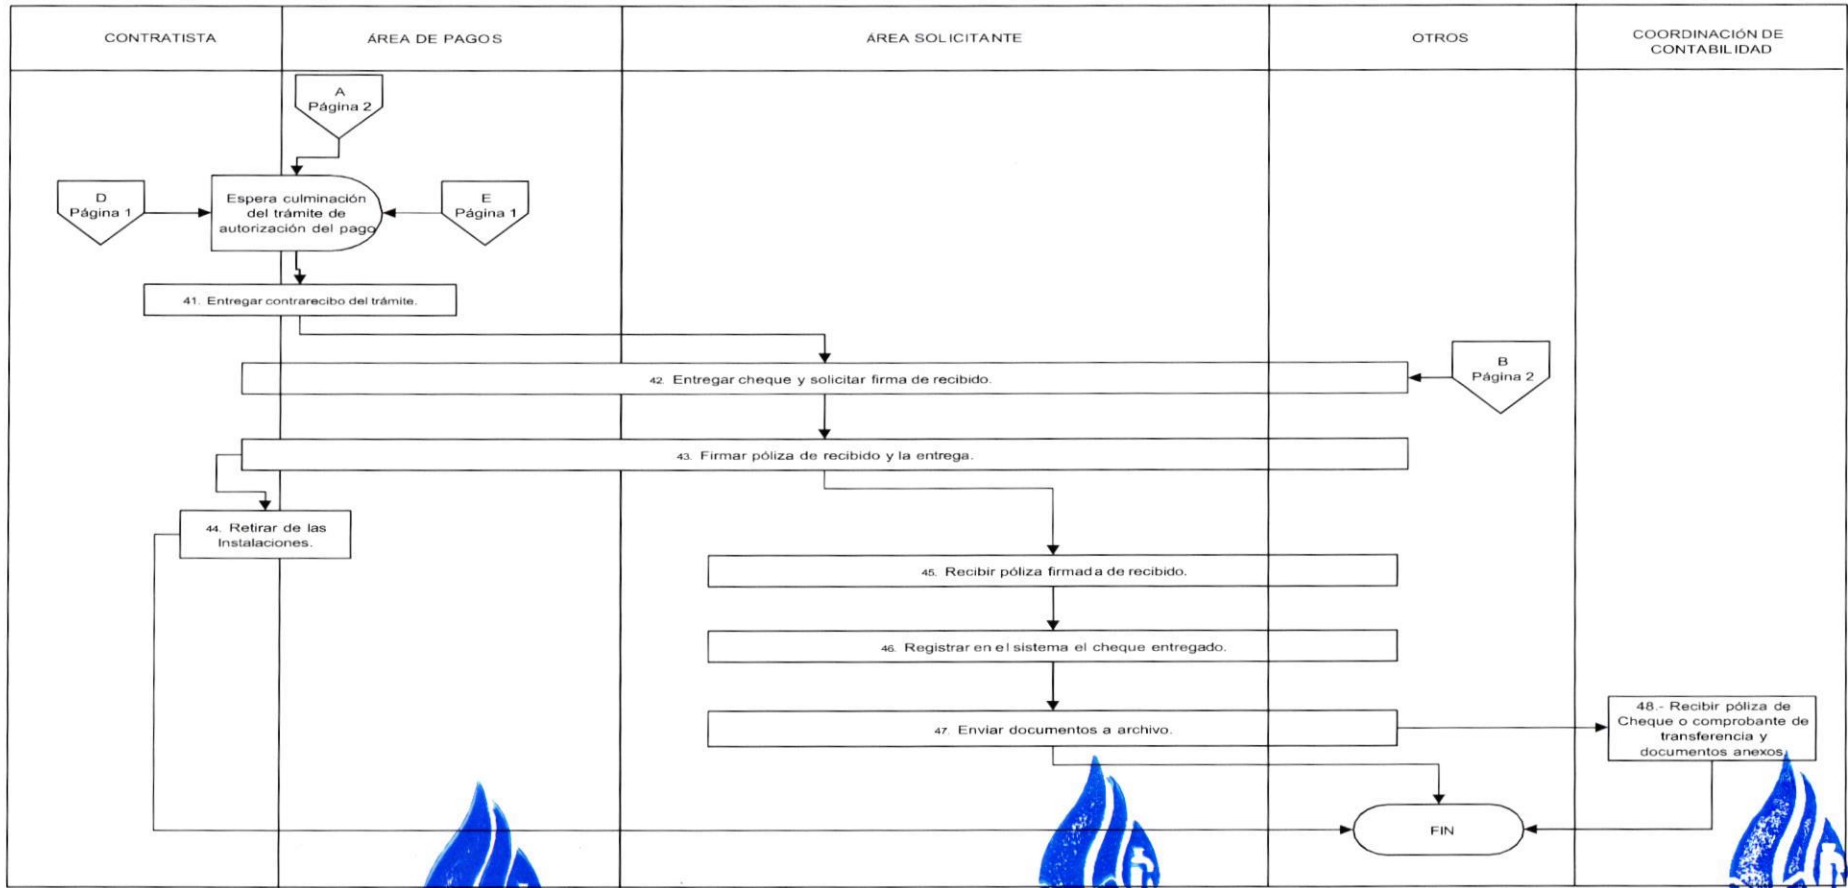 CONTRATISTA
ÁREA DE PAGOS
ÁREA SOLICITANTE
OTROS
COORDINACIÓN DE
CONTABILIDAD
A
Página 2
D
Página 1
Espera culminación
del trámite de
autorización del pago
E
Página 1
41. Entregar contrarecibo del trámite.
42. Entregar cheque y solicitar firma de recibido.
B
Página 2
43. Firmar póliza de recibido y la entrega.
44. Retirar de las
Instalaciones.
45. Recibir póliza firmada de recibido.
46. Registrar en el sistema el cheque entregado.
47. Enviar documentos a archivo.
48.- Recibir póliza de
Cheque o comprobante de
transferencia y
documentos anexos.
FIN